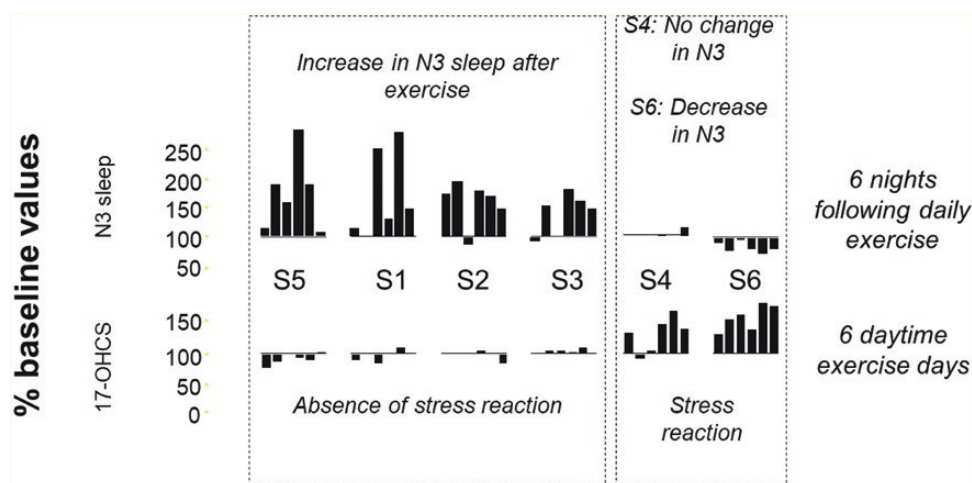 % baseline values
N3 sleep
17-OHCS
250
200
150
100
50
150
100
50
0
Increase in N3 sleep after
exercise
S5 S1 S2 S3
Absence of stress reaction
S4: No change
in N3
S6: Decrease
in N3
S4 S6
Stress
reaction
6 nights
following daily
exercise
6 daytime
exercise days